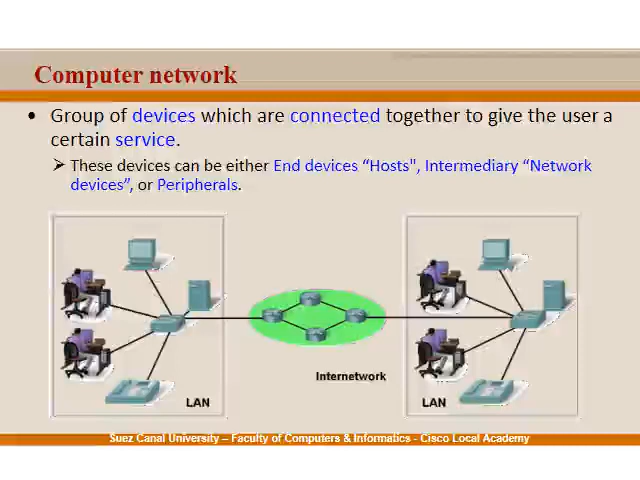 Computer network
• Group of devices which are connected together to give the user a
certain service.
➢ These devices can be either End devices “Hosts", Intermediary “Network
devices”, or Peripherals.
Internetwork
LAN
LAN
Suez Canal University – Faculty of Computers & Informatics - Cisco Local Academy